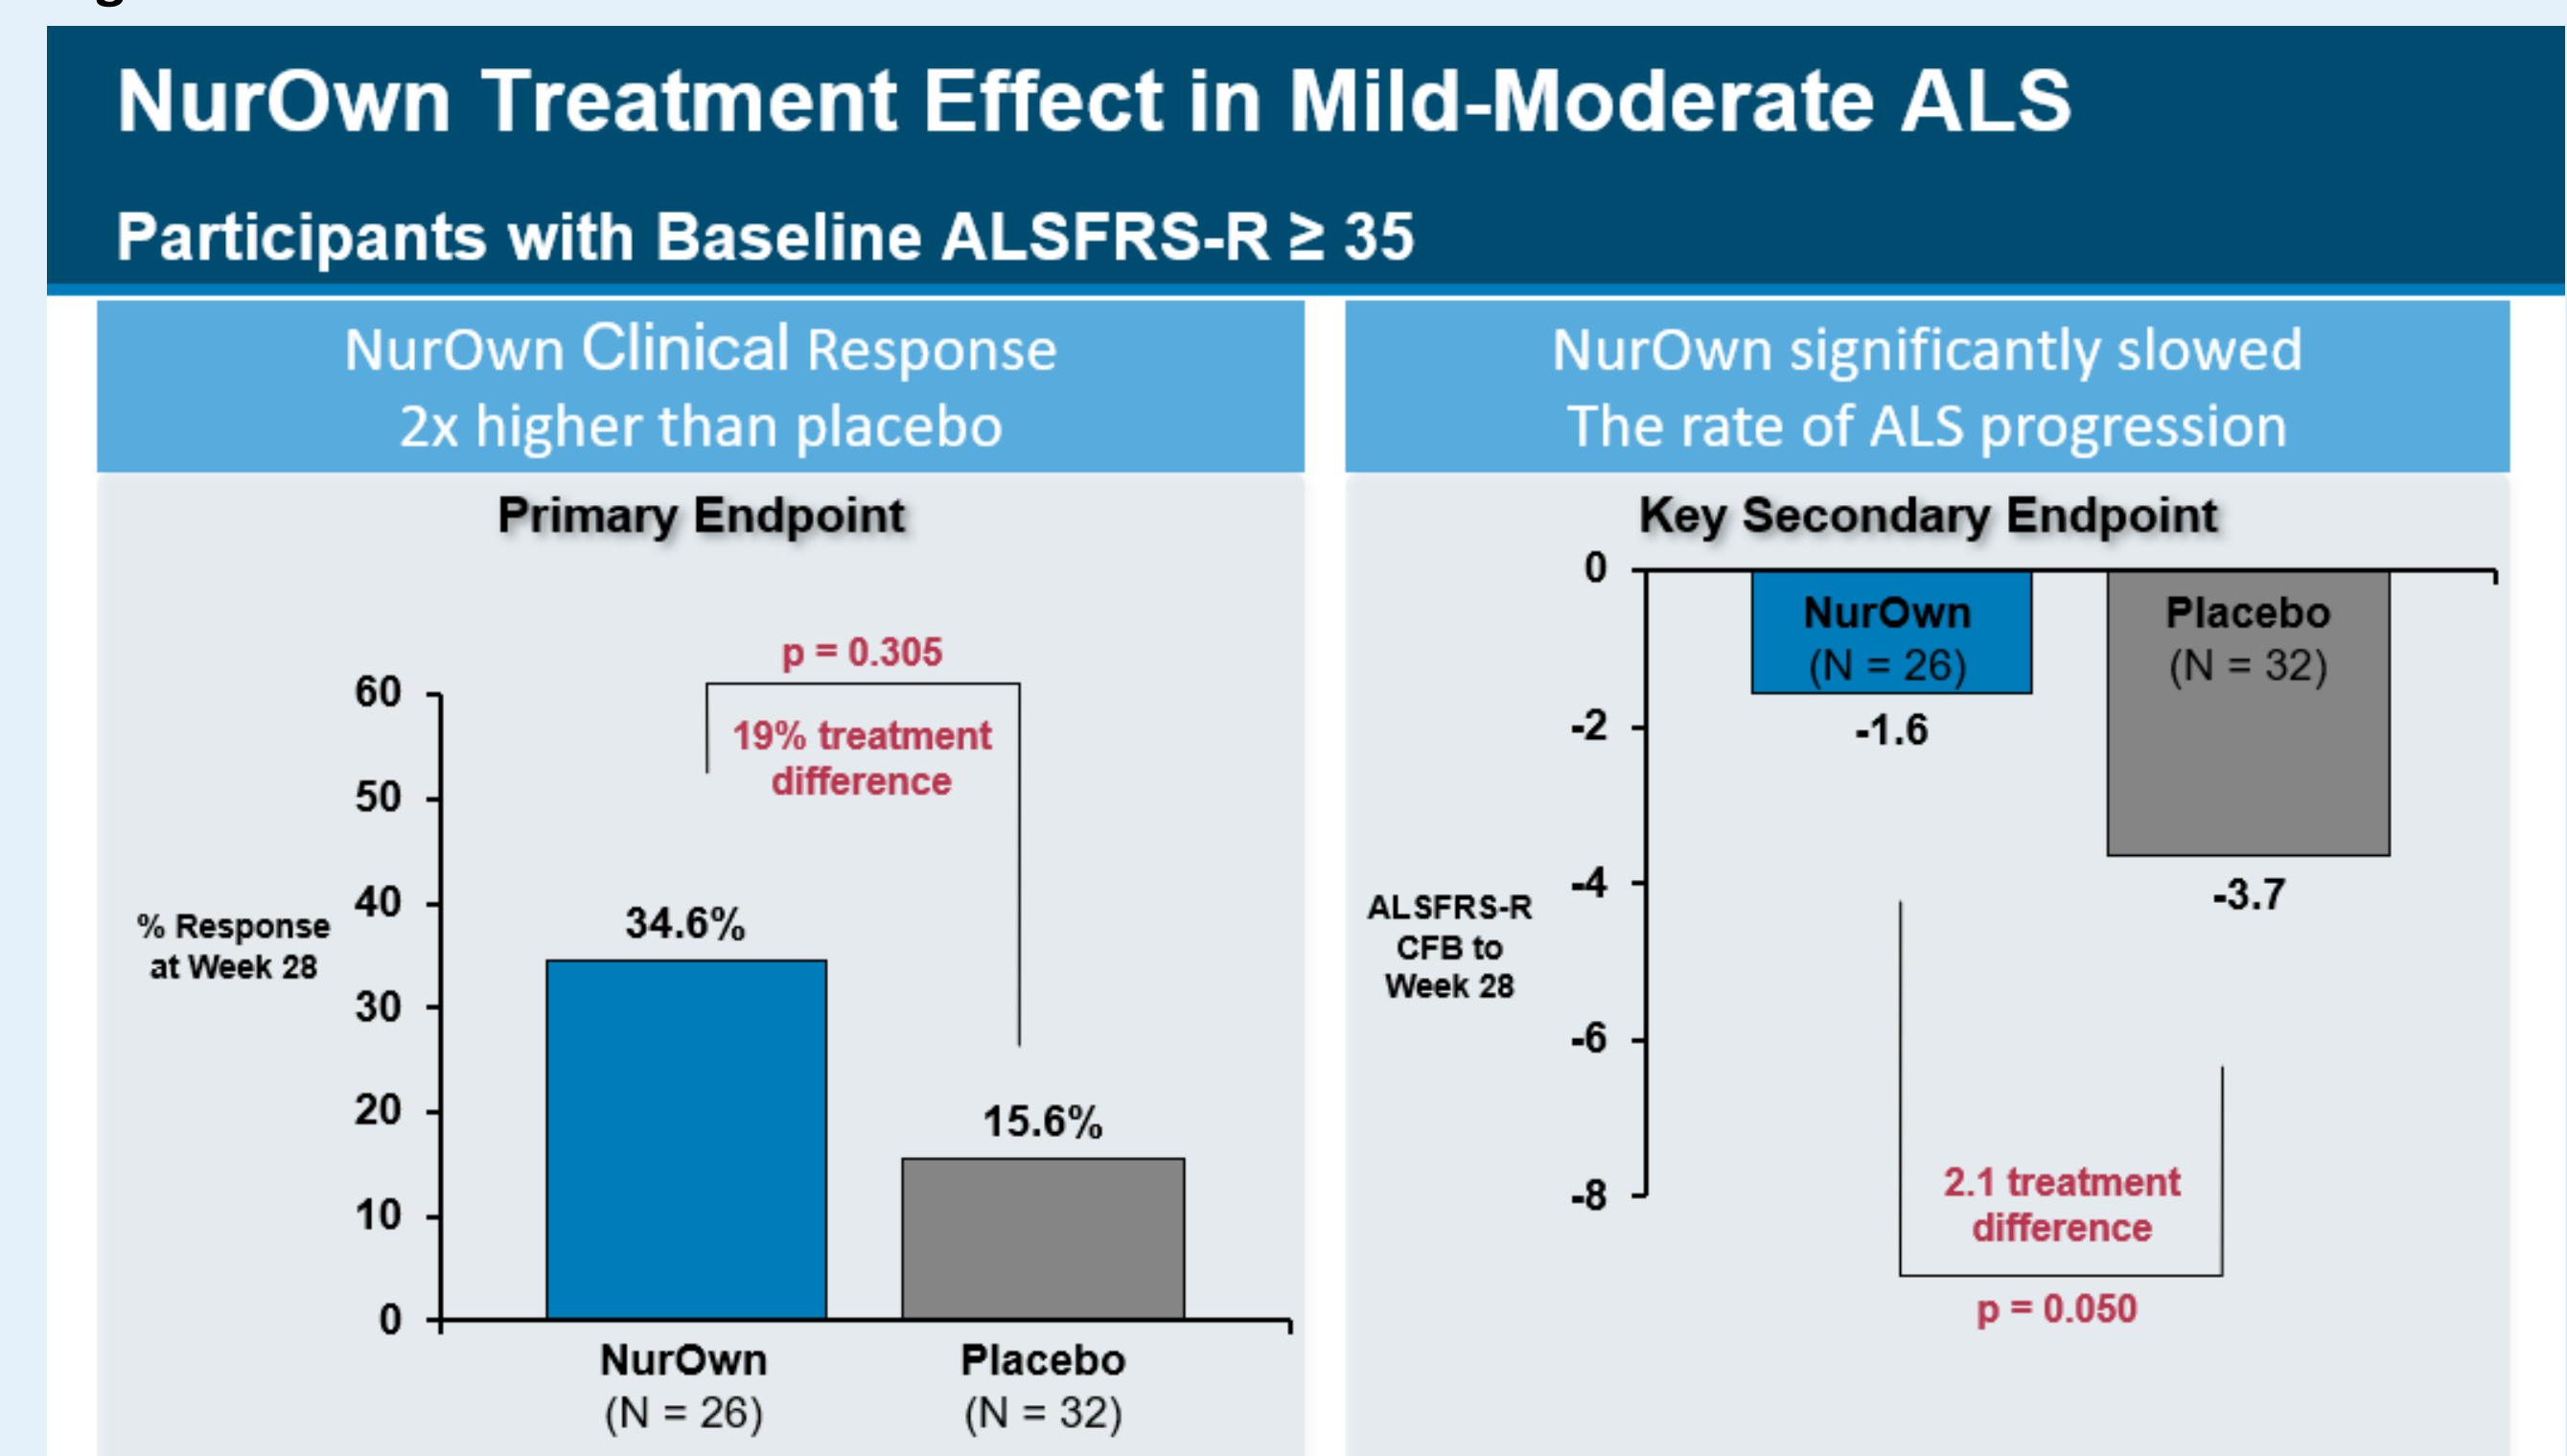 NurOwn Treatment Effect in Mild-Moderate ALS
Participants with Baseline ALSFRS-R ≥ 35
NurOwn Clinical Response
2x higher than placebo
Primary Endpoint
p = 0.305
19% treatment
difference
60
50
40
30
20
10
0
% Response
at Week 28
34.6%
15.6%
NurOwn
(N = 26)
Placebo
(N = 32)
NurOwn significantly slowed
The rate of ALS progression
Key Secondary Endpoint
0
-2
-4
-6
-8
ALSFRS-R
CFB to
Week 28
NurOwn
(N = 26)
-1.6
Placebo
(N = 32)
-3.7
2.1 treatment
difference
p = 0.050